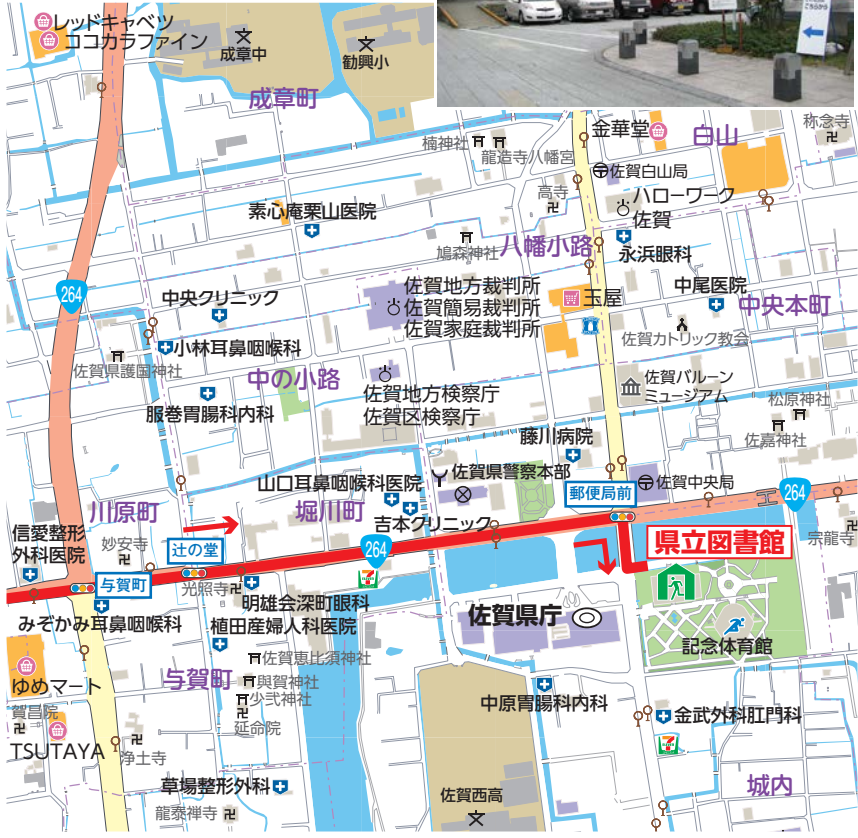 レッドキャベツ
ココカラファイン
成章中
勧興小
成章町
こちらから
金華堂
白山
称念寺
楠神社
龍造寺八幡宮
佐賀白山局
高寺
ハローワーク
佐賀
素心庵栗山医院
鳩森神社
八幡小路
永浜眼科
264
中央クリニック
佐賀地方裁判所
佐賀簡易裁判所
佐賀家庭裁判所
玉屋
中尾医院
中央本町
小林耳鼻咽喉科
佐賀県護国神社
佐賀カトリック教会
中の小路
佐賀地方検察庁
佐賀区検察庁
佐賀バルーン
ミュージアム
服巻胃腸科内科
松原神社
佐嘉神社
藤川病院
山口耳鼻咽喉科医院
佐賀県警察本部
郵便局前
佐賀中央局
264
川原町
堀川町
吉本クリニック
信愛整形
外科医院
妙安寺
辻の堂
264
県立図書館
宗龍寺
与賀町
光照寺
明雄会深町眼科
みぞかみ耳鼻咽喉科
植田産婦人科医院
佐賀県庁
記念体育館
佐賀恵比須神社
ゆめマート
与賀町
與賀神社
少弐神社
中原胃腸科内科
賀昌院
延命院
金武外科肛門科
TSUTAYA
浄土寺
草場整形外科
佐賀西高
城内
龍泰禅寺